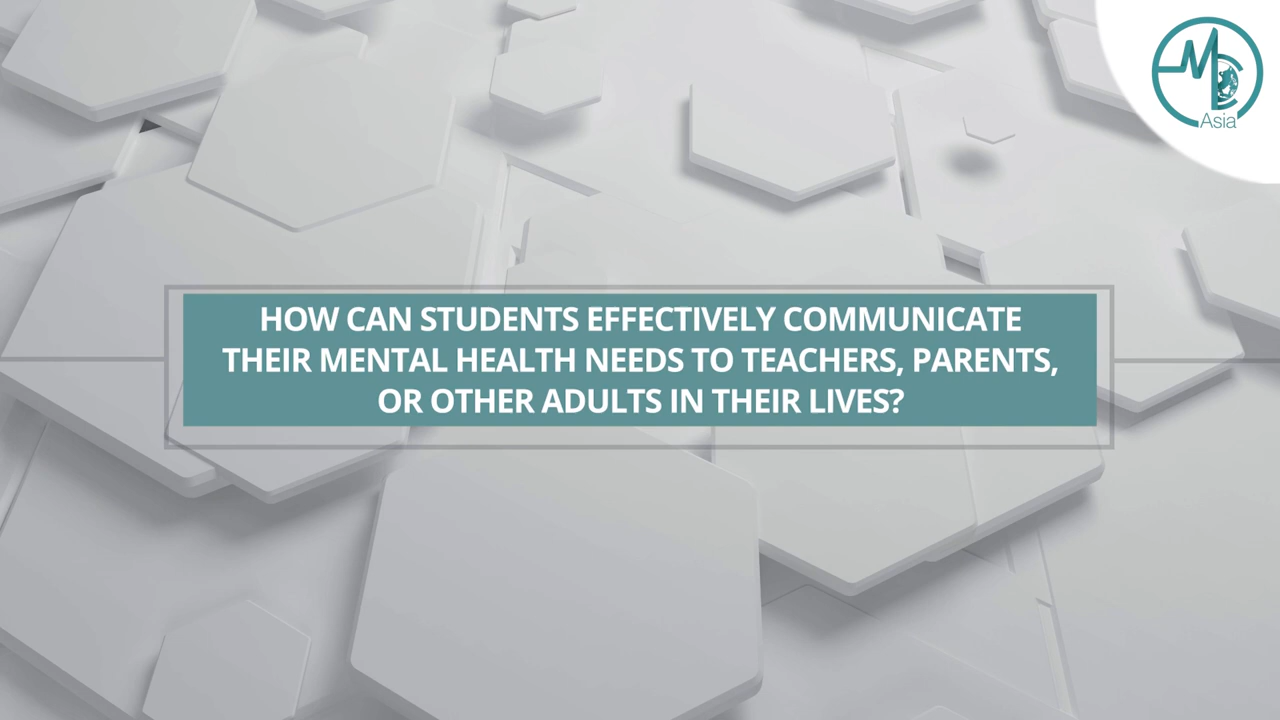 Asia
HOW CAN STUDENTS EFFECTIVELY COMMUNICATE
THEIR MENTAL HEALTH NEEDS TO TEACHERS, PARENTS,
OR OTHER ADULTS IN THEIR LIVES?